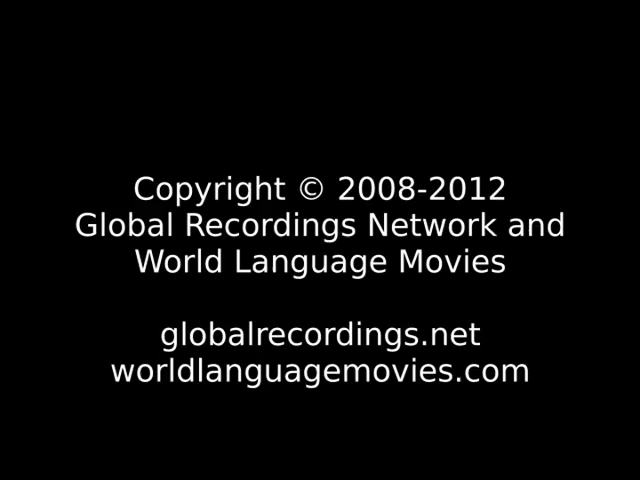 Copyright © 2008-2012
Global Recordings Network and
World Language Movies
globalrecordings.net
worldlanguagemovies.com